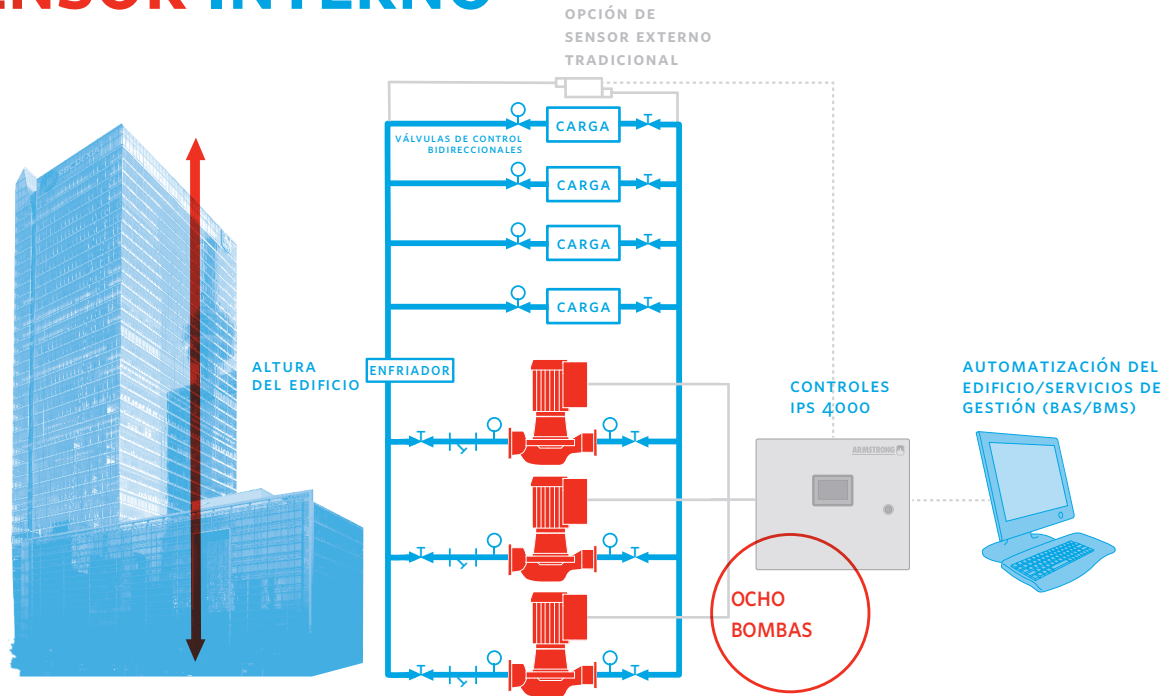 SENSOR INTERNO
OPCIÓN DE
SENSOR EXTERNO
TRADICIONAL
CARGA
VÁLVULAS DE CONTROL
BIDIRECCIONALES
CARGA
CARGA
CARGA
ALTURA
DEL EDIFICIO
ENFRIADOR
CONTROLES
IPS 4000
AUTOMATIZACIÓN DEL
EDIFICIO/SERVICIOS DE
GESTIÓN (BAS/BMS)
ARMSTRONG
OCHO
BOMBAS